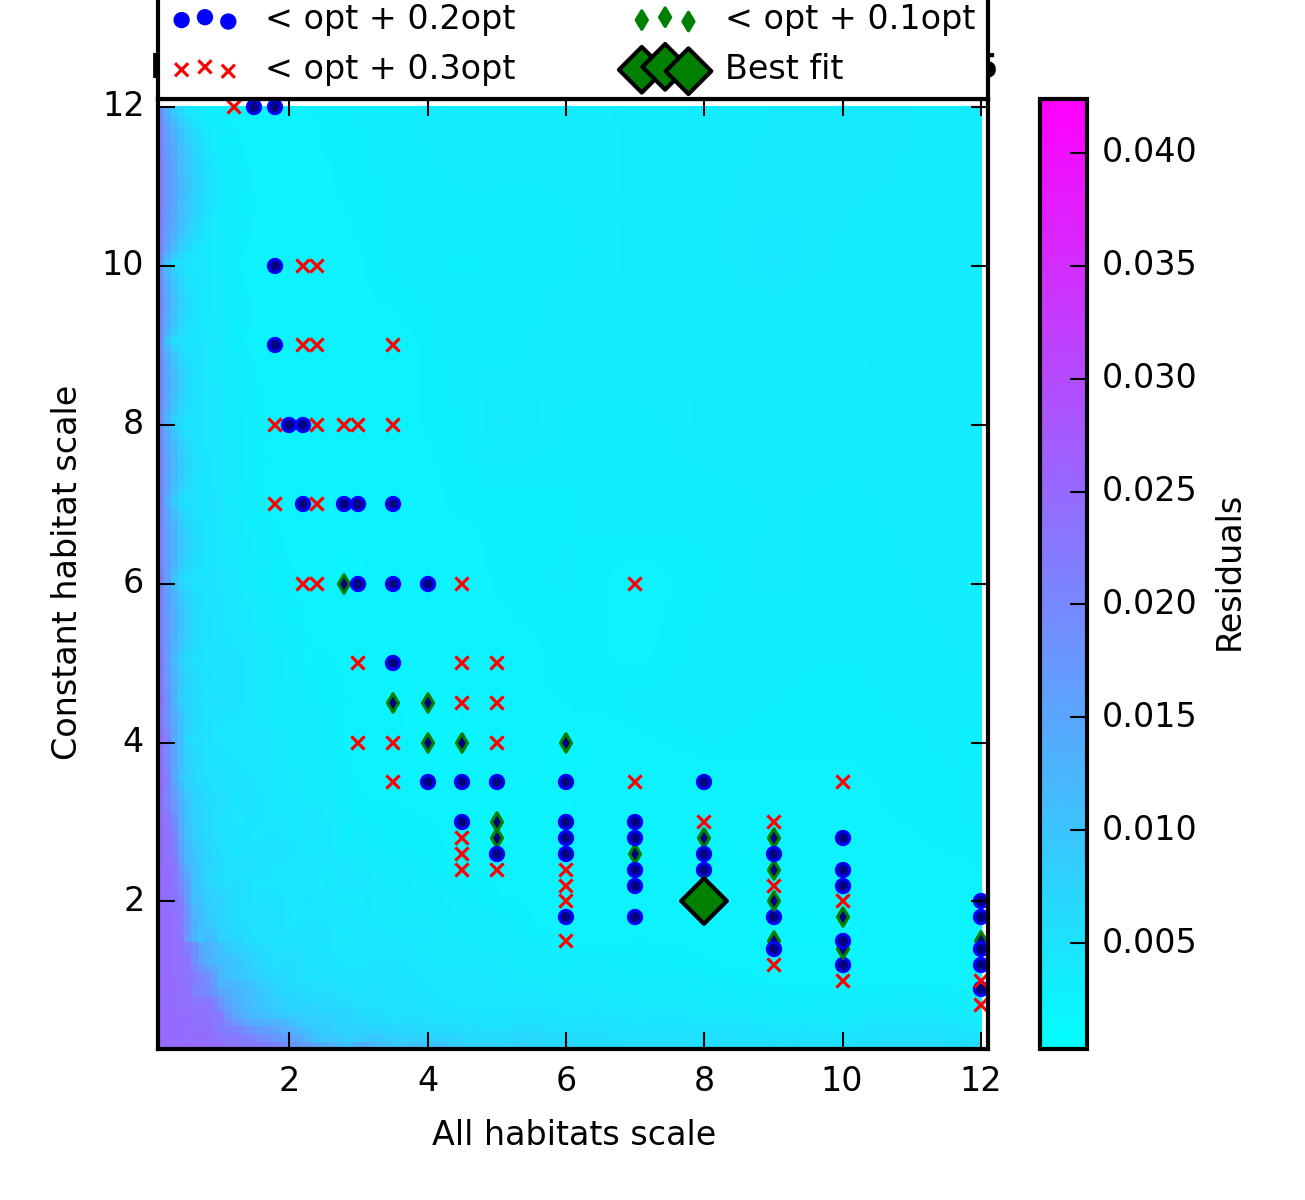 < opt + 0.2opt < opt + 0.1opt
< opt + 0.3opt Best fit
12
10
8
6
4
2
Constant habitat scale
2 4 6 8 10 12
All habitats scale
0.040
0.035
0.030
0.025
0.020
0.015
0.010
0.005
Residuals